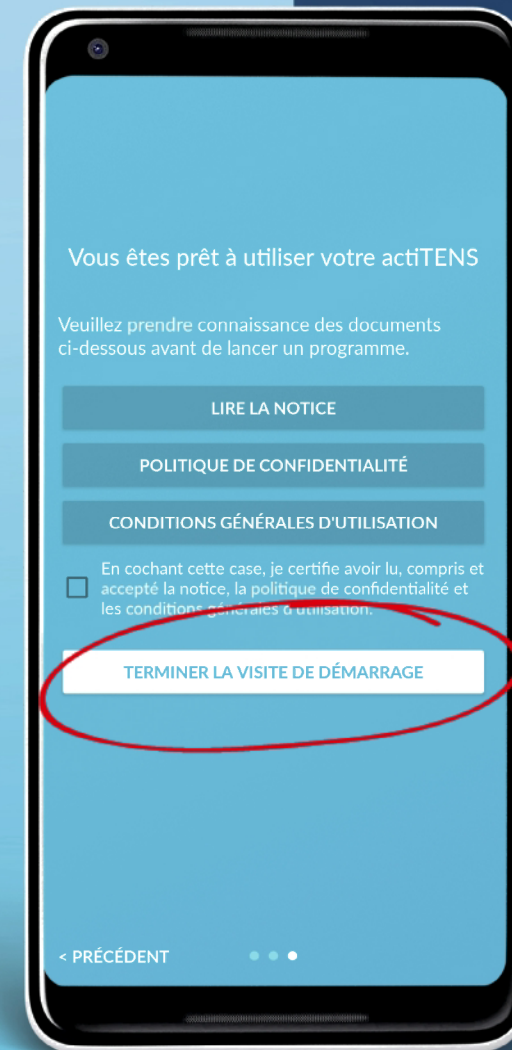 Vous êtes prêt à utiliser votre actiTENS
Veuillez prendre connaissance des documents
ci-dessous avant de lancer un programme.
LIRE LA NOTICE
POLITIQUE DE CONFIDENTIALITÉ
CONDITIONS GÉNÉRALES D'UTILISATION
En cochant cette case, je certifie avoir lu, compris et
accepté la notice, la politique de confidentialité et
les conditions générales d'utilisation.
TERMINER LA VISITE DE DÉMARRAGE
< PRÉCÉDENT